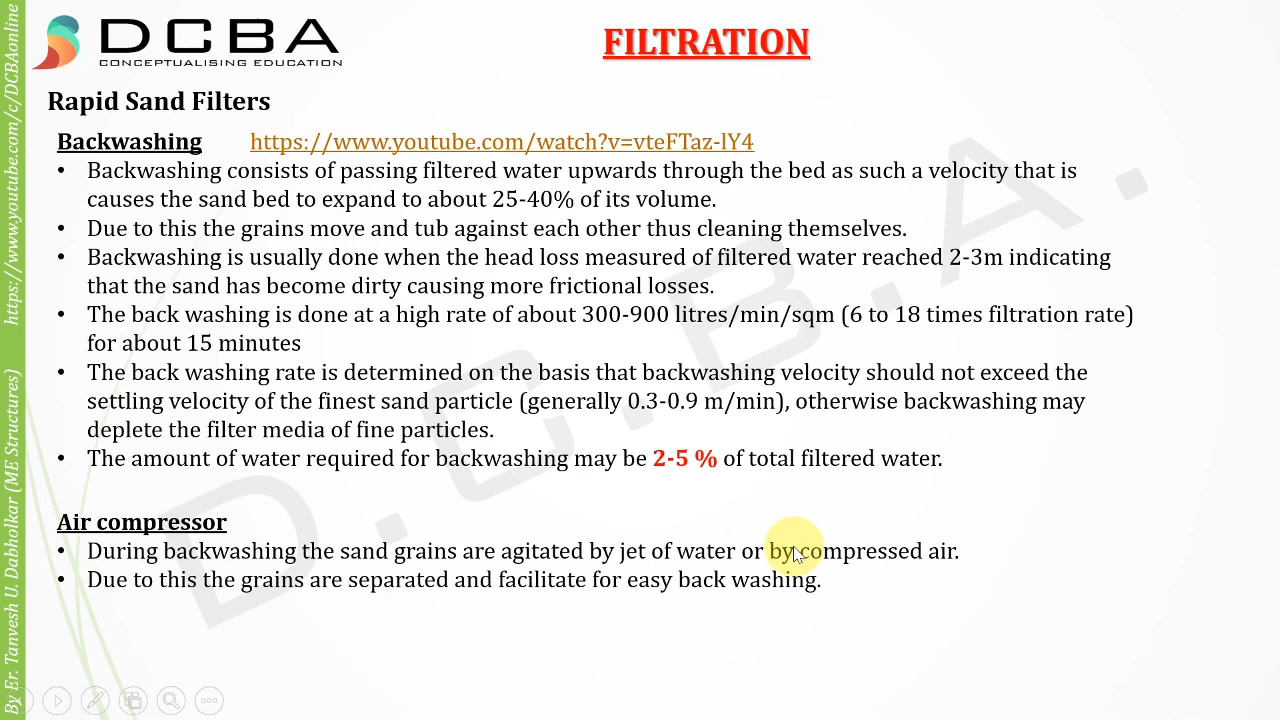 DCBA
CONCEPTUALISING EDUCATION
FILTRATION
Rapid Sand Filters
Backwashing https://www.youtube.com/watch?v=vteFTaz-lY4
• Backwashing consists of passing filtered water upwards through the bed as such a velocity that is
causes the sand bed to expand to about 25-40% of its volume.
• Due to this the grains move and tub against each other thus cleaning themselves.
• Backwashing is usually done when the head loss measured of filtered water reached 2-3m indicating
that the sand has become dirty causing more frictional losses.
• The back washing is done at a high rate of about 300-900 litres/min/sqm (6 to 18 times filtration rate)
for about 15 minutes
• The back washing rate is determined on the basis that backwashing velocity should not exceed the
settling velocity of the finest sand particle (generally 0.3-0.9 m/min), otherwise backwashing may
deplete the filter media of fine particles.
• The amount of water required for backwashing may be 2-5 % of total filtered water.
Air compressor
• During backwashing the sand grains are agitated by jet of water or by compressed air.
• Due to this the grains are separated and facilitate for easy back washing.
By Er. Tanvesh U. Dabholkar (ME Structures) https://www.youtube.com/c/DCBAonline
D.C.B.A.